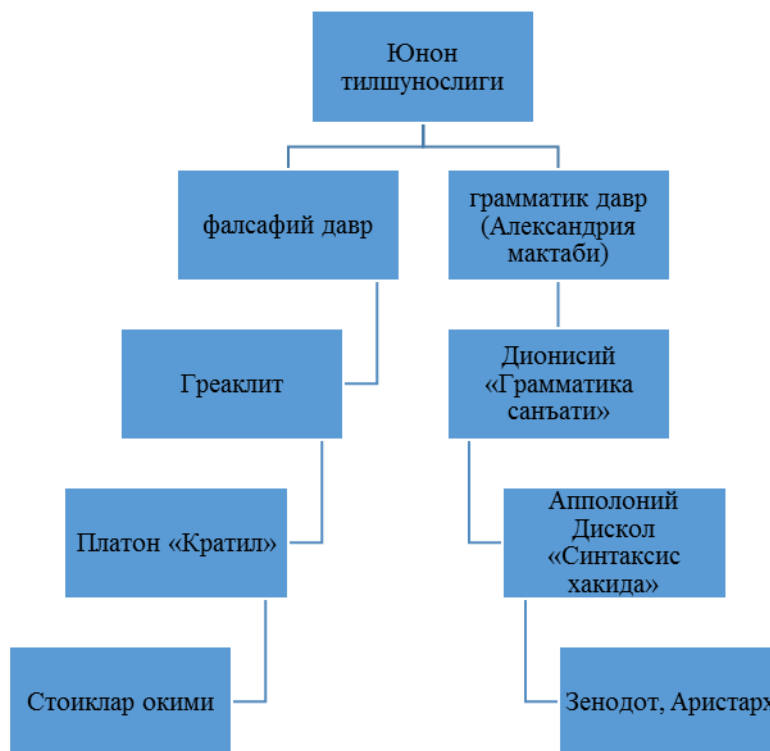 Юнон
тилшунослиги
фалсафий давр
грамматик давр
(Александрия
мактаби)
Греаклит
Дионисий
«Грамматика
санъати»
Платон «Кратил»
Апполоний
Дискол
«Синтаксис
хакида»
Стоиклар окими
Зенодот, Аристарх